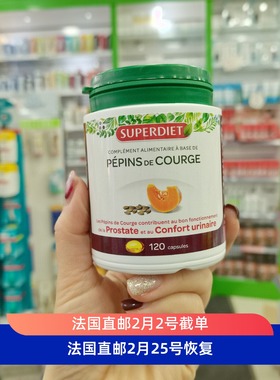 SUPERDIET
COMPLÉMENT ALIMENTAIRE À BASE DE
PÉPINS DE COURGE
Les Pépins de Courge contribuent au bon fonctionnement
de la Prostate et au Confort urinaire
120 capsules
法国直邮2月2号截单
法国直邮2月25号恢复